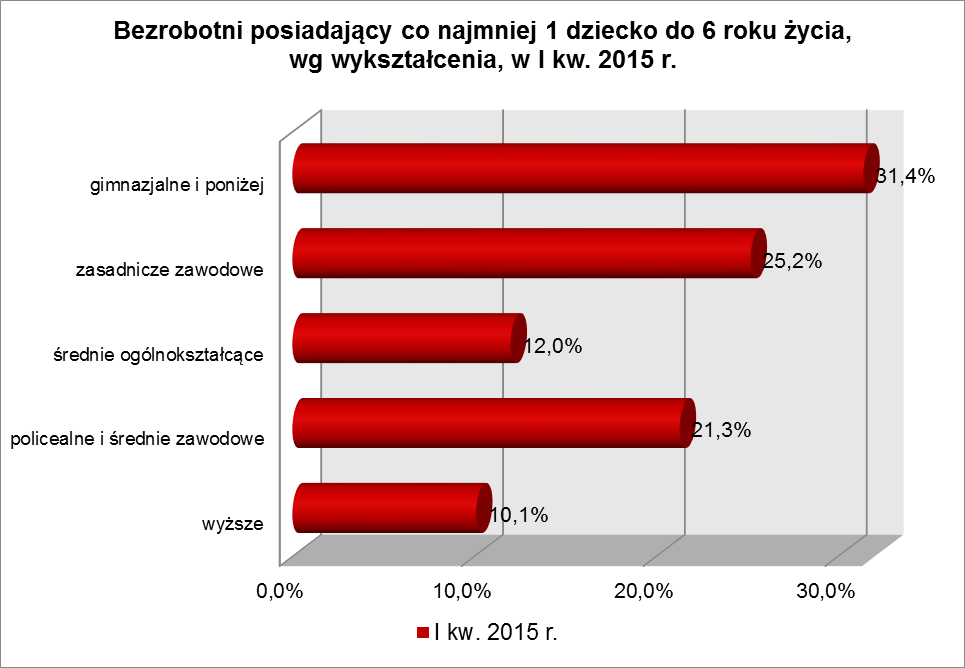 Bezrobotni posiadający co najmniej 1 dziecko do 6 roku życia,
wg wykształcenia, w I kw. 2015 r.
gimnazjalne i poniżej
31,4%
zasadnicze zawodowe
25,2%
średnie ogólnokształcące
12,0%
policealne i średnie zawodowe
21,3%
wyższe
10,1%
0,0%
10,0%
20,0%
30,0%
I kw. 2015 r.